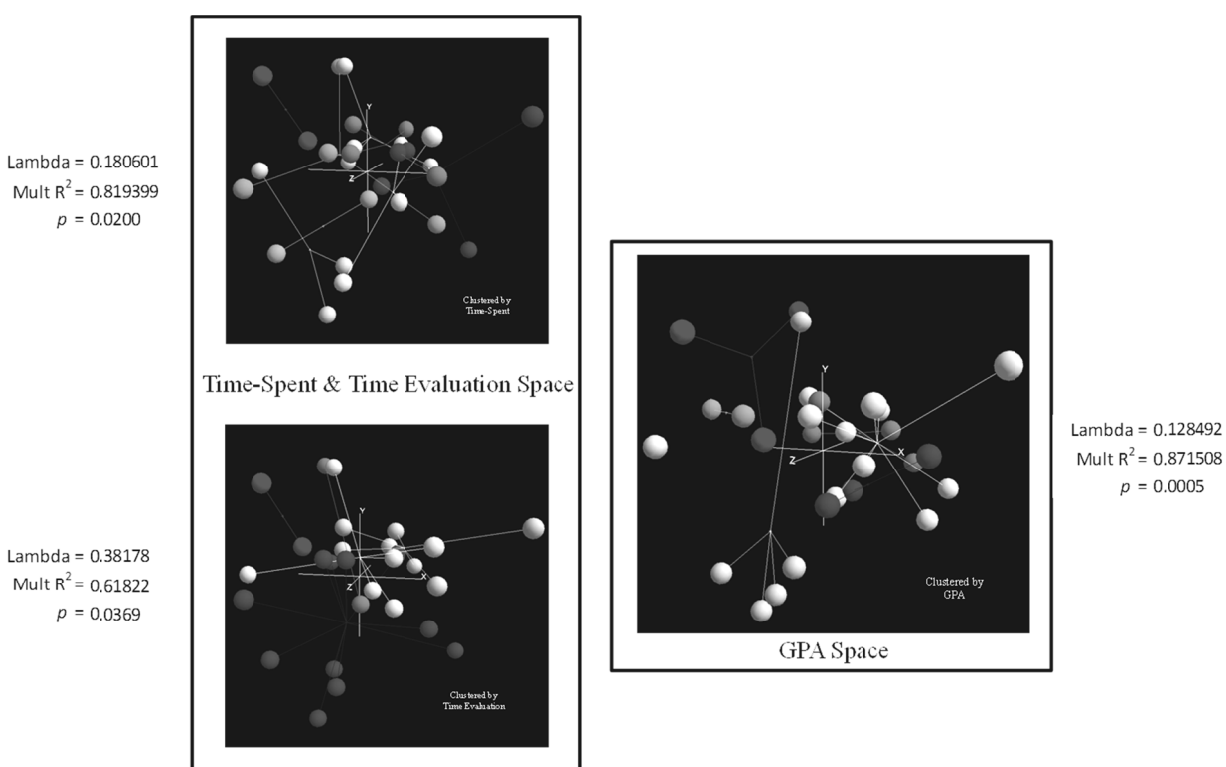 Lambda = 0.180601
Mult R² = 0.819399
p = 0.0200
Y
Z
Clustered by
Time-Spent
Time-Spent & Time Evaluation Space
Lambda = 0.38178
Mult R² = 0.61822
p = 0.0369
Y
X
Z
Clustered by
Time Evaluation
Y
X
Z
Clustered by
GPA
GPA Space
Lambda = 0.128492
Mult R² = 0.871508
p = 0.0005